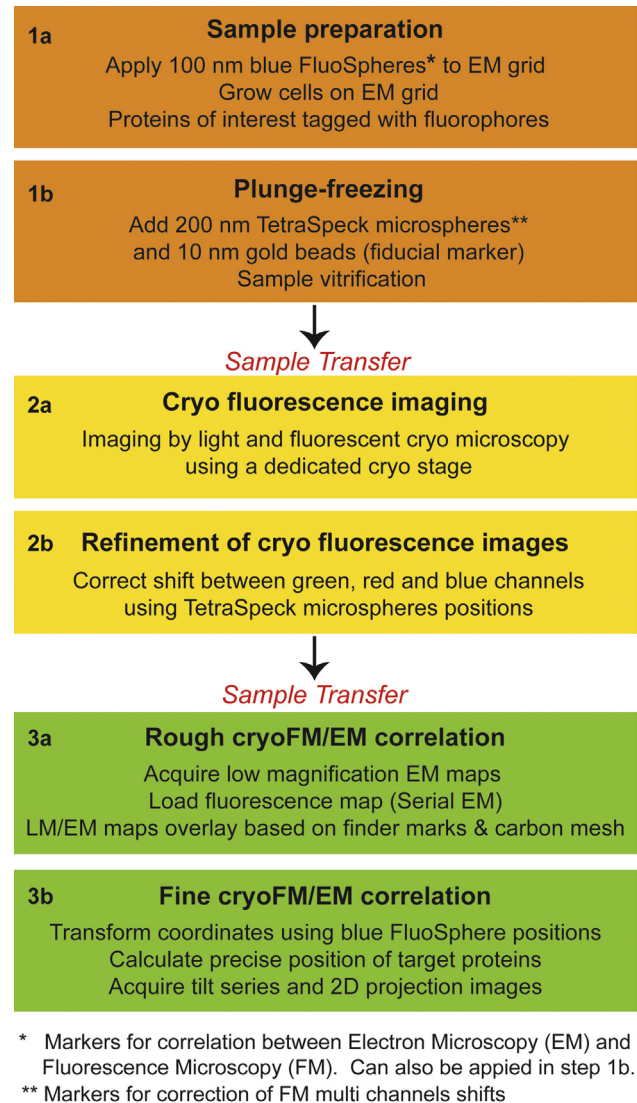 1a Sample preparation
Apply 100 nm blue FluoSpheres* to EM grid
Grow cells on EM grid
Proteins of interest tagged with fluorophores
1b Plunge-freezing
Add 200 nm TetraSpeck microspheres**
and 10 nm gold beads (fiducial marker)
Sample vitrification
Sample Transfer
2a Cryo fluorescence imaging
Imaging by light and fluorescent cryo microscopy
using a dedicated cryo stage
2b Refinement of cryo fluorescence images
Correct shift between green, red and blue channels
using TetraSpeck microspheres positions
Sample Transfer
3a Rough cryoFM/EM correlation
Acquire low magnification EM maps
Load fluorescence map (Serial EM)
LM/EM maps overlay based on finder marks & carbon mesh
3b Fine cryoFM/EM correlation
Transform coordinates using blue FluoSphere positions
Calculate precise position of target proteins
Acquire tilt series and 2D projection images
* Markers for correlation between Electron Microscopy (EM) and
Fluorescence Microscopy (FM). Can also be appied in step 1b.
** Markers for correction of FM multi channels shifts